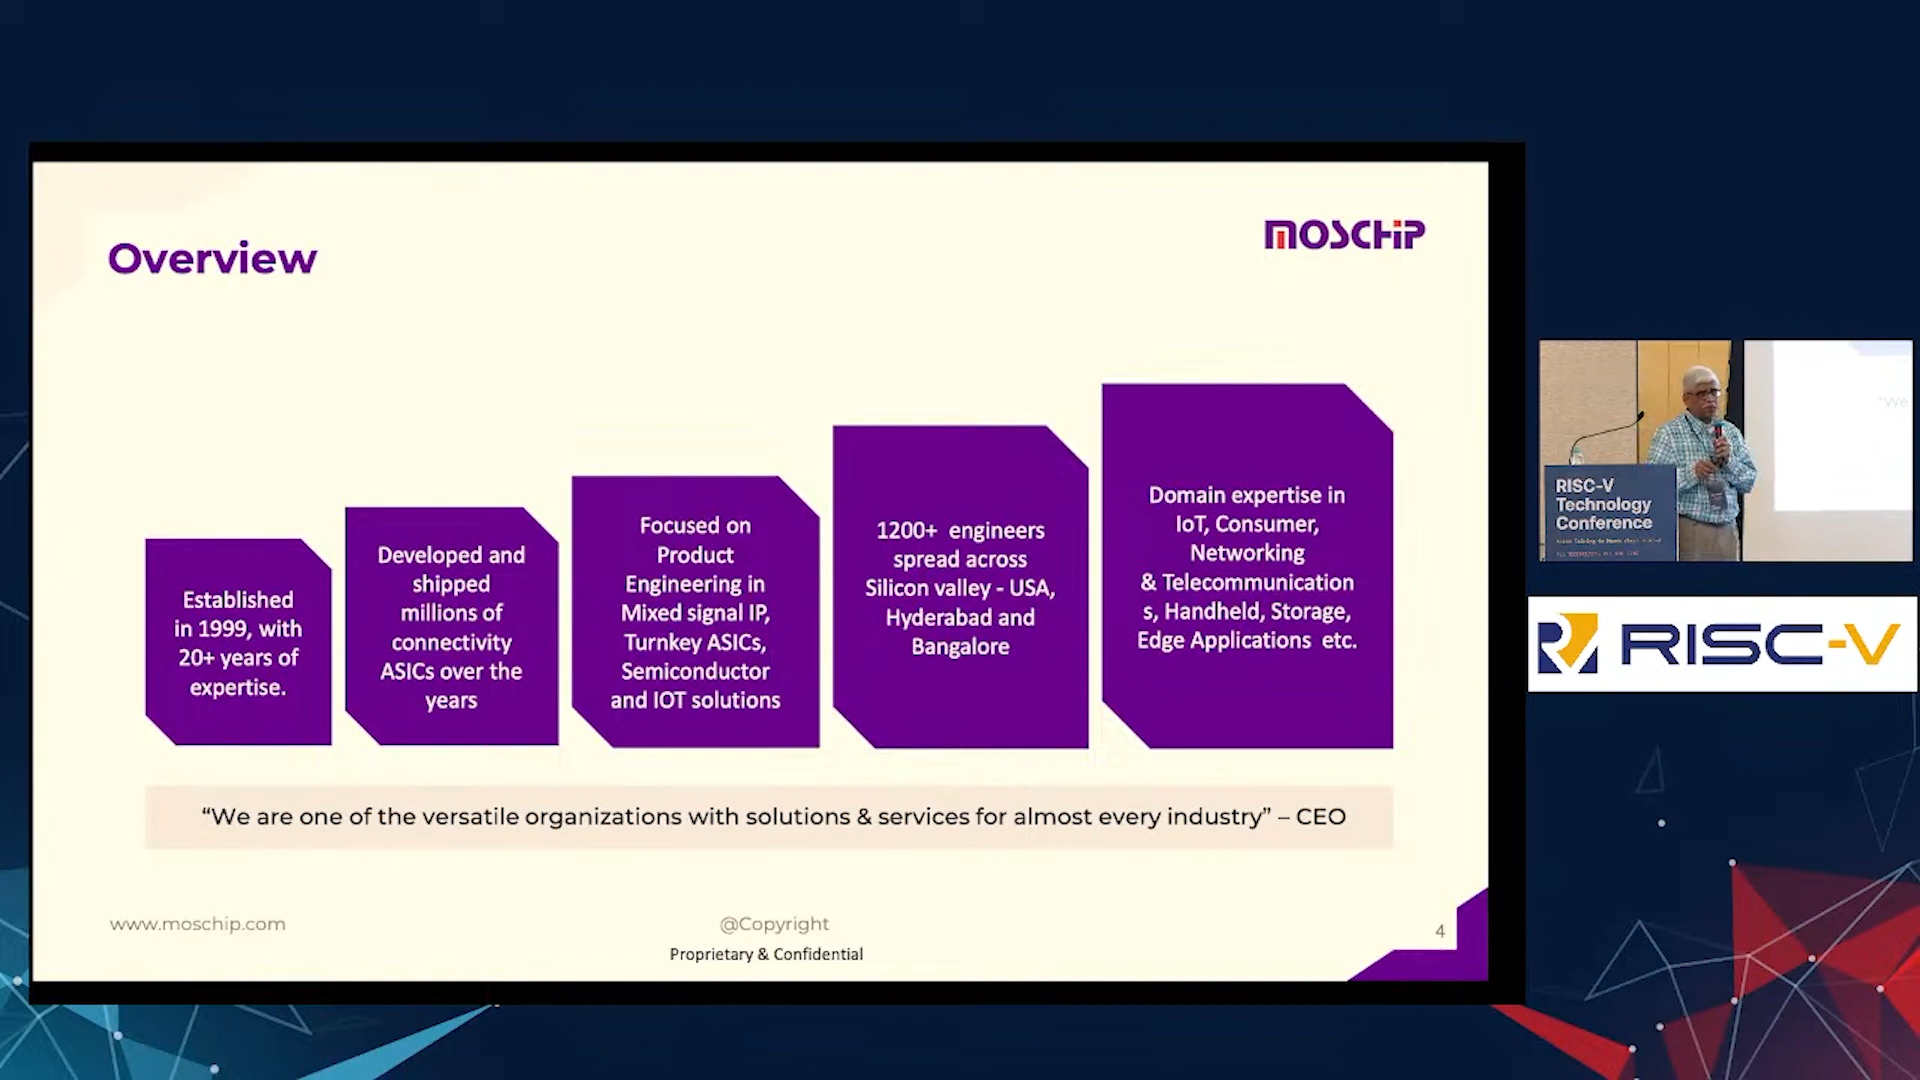 Overview
MOSCHIP
Established
in 1999, with
20+ years of
expertise.
Developed and
shipped
millions of
connectivity
ASICs over the
years
Focused on
Product
Engineering in
Mixed signal IP,
Turnkey ASICs,
Semiconductor
and IOT solutions
1200+ engineers
spread across
Silicon valley - USA,
Hyderabad and
Bangalore
Domain expertise in
IoT, Consumer,
Networking
& Telecommunication
s, Handheld, Storage,
Edge Applications etc.
“We are one of the versatile organizations with solutions & services for almost every industry” – CEO
www.moschip.com
@Copyright
Proprietary & Confidential
4
"We
RISC-V
Technology
Conference
RISC-V